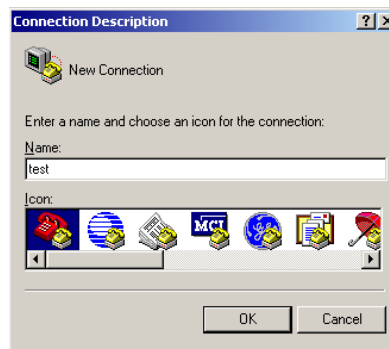 Connection Description
New Connection
Enter a name and choose an icon for the connection:
Name:
test
Icon:
MCI
OK
Cancel